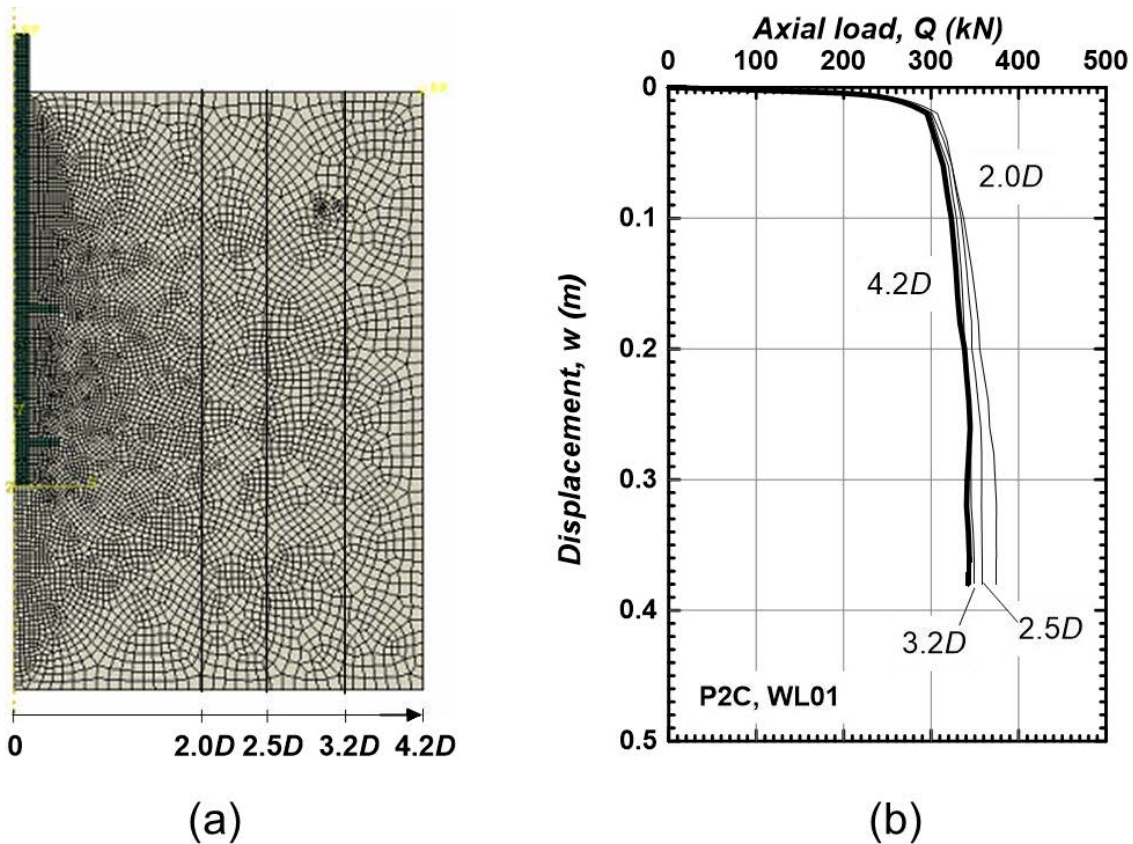 0
2.0D 2.5D 3.2D 4.2D
(a)
Axial load, Q (kN)
0 100 200 300 400 500
Displacement, w (m)
0
0.1
0.2
0.3
0.4
0.5
2.0D
4.2D
2.5D
3.2D
P2C, WL01
(b)